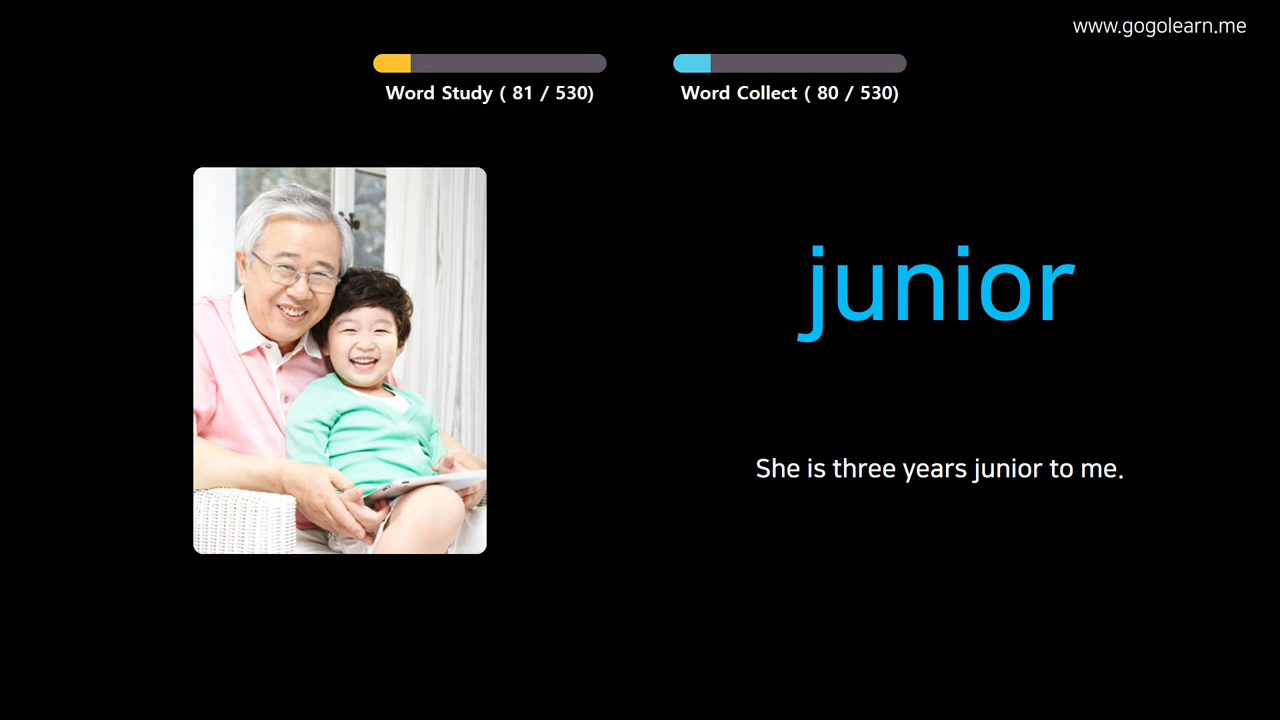 www.gogolearn.me
Word Study ( 81 / 530)
Word Collect ( 80 / 530)
junior
She is three years junior to me.